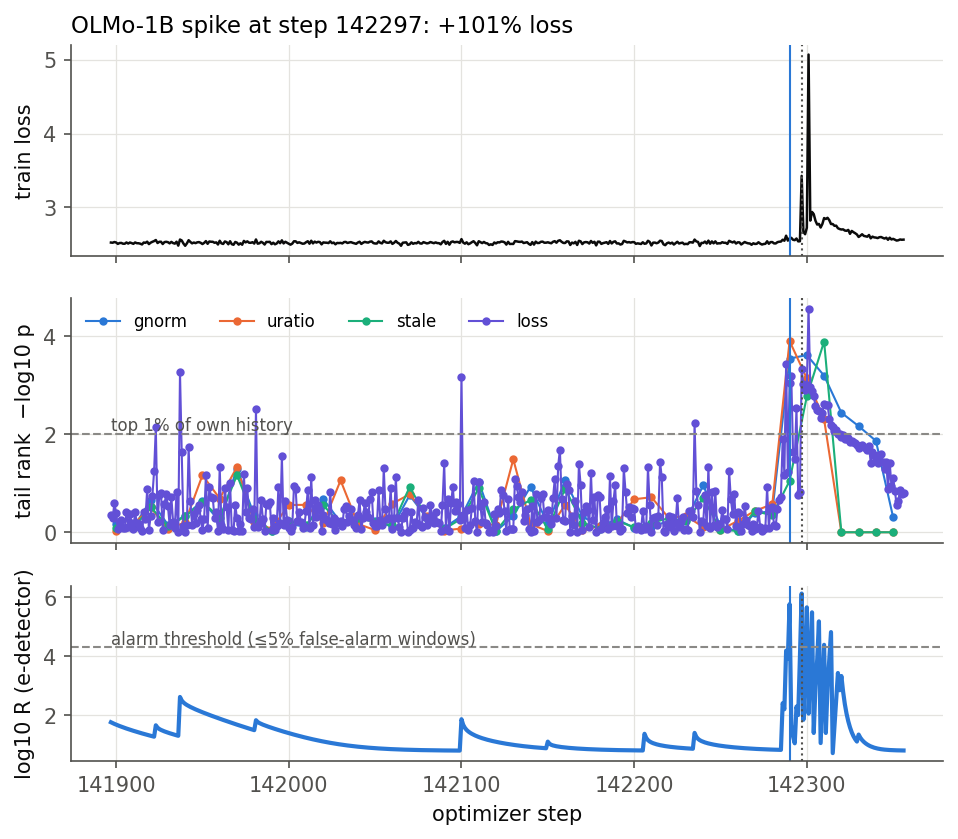 OLMo-1B spike at step 142297: +101% loss
train loss
5
4
3
tail rank −log10 p
gnorm
uratio
stale
loss
4
top 1% of own history
2
0
log10 R (e-detector)
6
alarm threshold (≤5% false-alarm windows)
4
2
141900
142000
142100
142200
142300
optimizer step